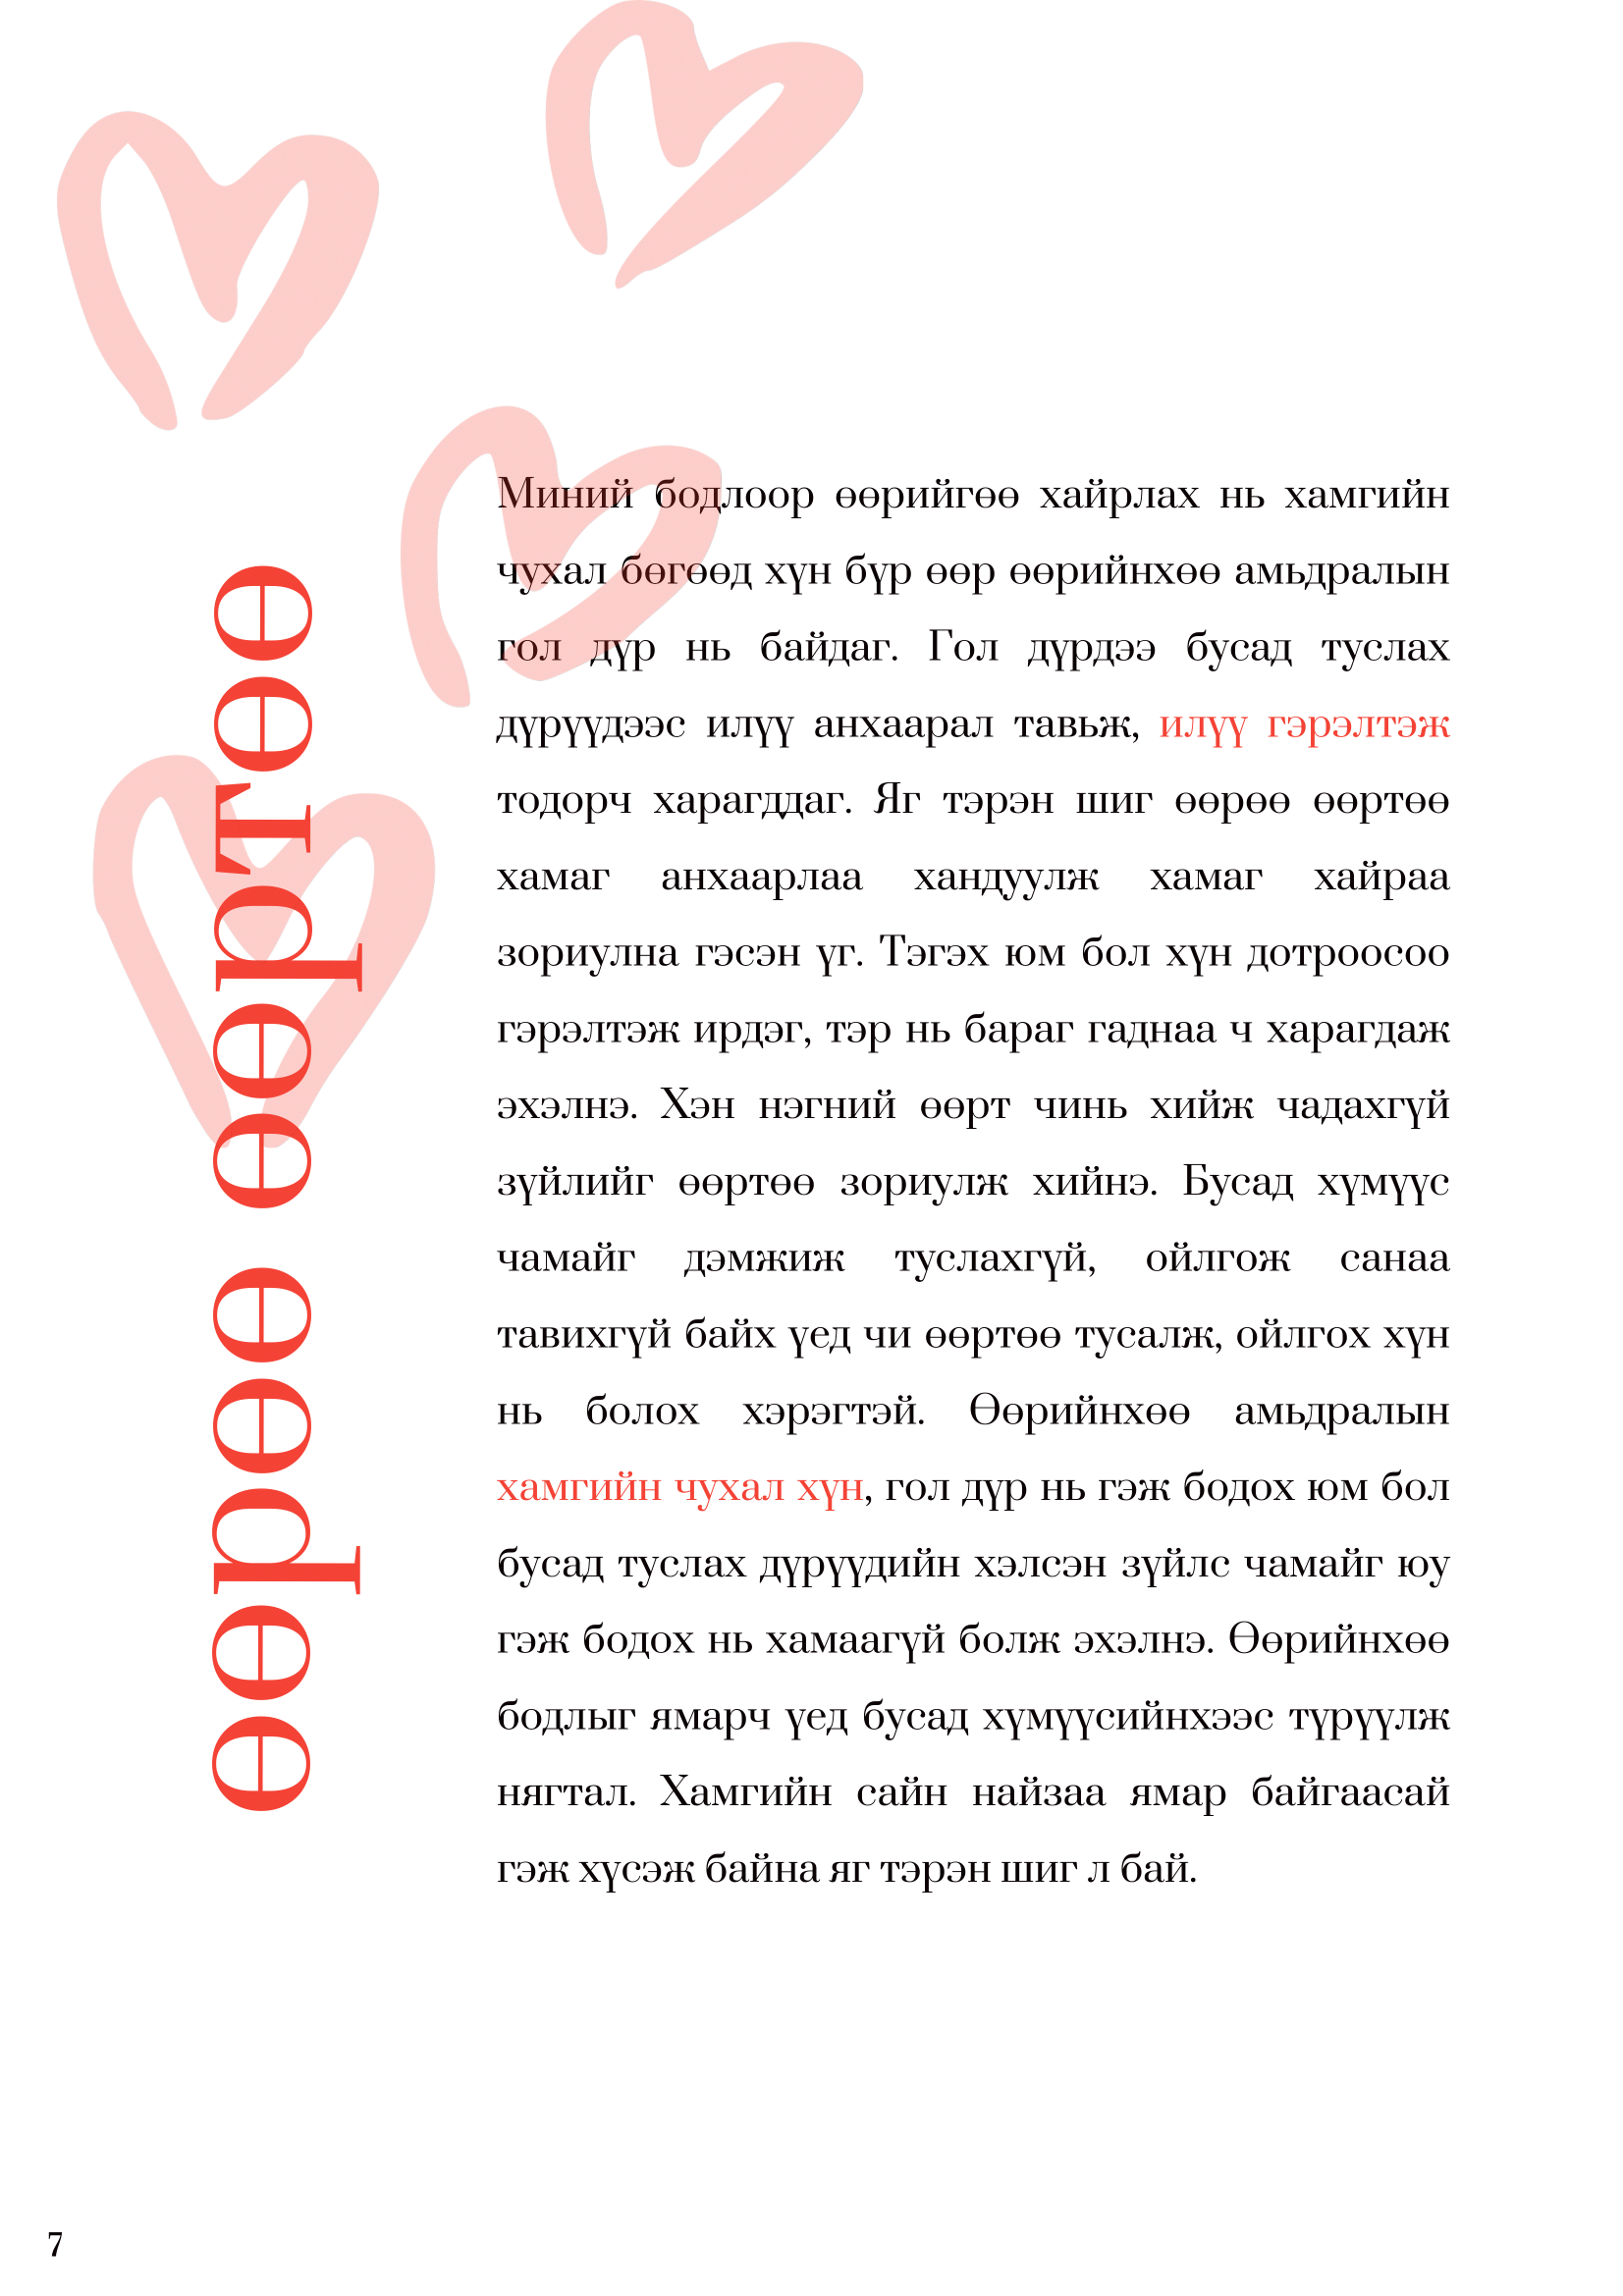 өөрөө өөртөө
Миний бодлоор өөрийгөө хайрлах нь хамгийн
чухал бөгөөд хүн бүр өөр өөрийнхөө амьдралын
гол дүр нь байдаг. Гол дүрдээ бусад туслах
дүрүүдээс илүү анхаарал тавьж, илүү гэрэлтэж
тодорч харагддаг. Яг тэрэн шиг өөрөө өөртөө
хамаг анхаарлаа хандуулж хамаг хайраа
зориулна гэсэн үг. Тэгэх юм бол хүн дотроосоо
гэрэлтэж ирдэг, тэр нь бараг гаднаа ч харагдаж
эхэлнэ. Хэн нэгний өөрт чинь хийж чадахгүй
зүйлийг өөртөө зориулж хийнэ. Бусад хүмүүс
чамайг дэмжиж туслахгүй, ойлгож санаа
тавихгүй байх үед чи өөртөө тусалж, ойлгох хүн
нь болох хэрэгтэй. Өөрийнхөө амьдралын
хамгийн чухал хүн, гол дүр нь гэж бодох юм бол
бусад туслах дүрүүдийн хэлсэн зүйлс чамайг юу
гэж бодох нь хамаагүй болж эхэлнэ. Өөрийнхөө
бодлыг ямарч үед бусад хүмүүсийнхээс түрүүлж
нягтал. Хамгийн сайн найзаа ямар байгаасай
гэж хүсэж байна яг тэрэн шиг л бай.
7